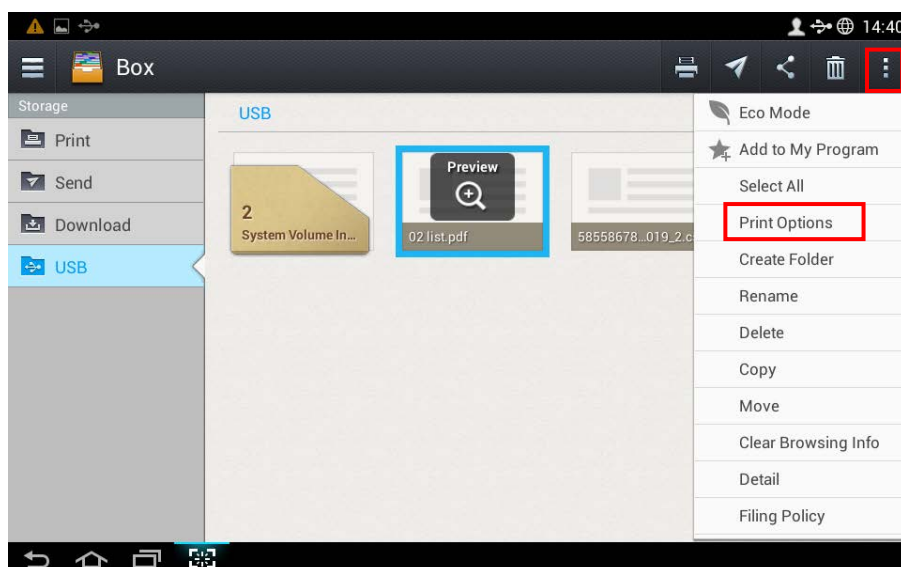 14:40
Box
Storage
Print
Send
Download
USB
USB
2
System Volume In...
Preview
02 list.pdf
58558678...019_2.c
Eco Mode
Add to My Program
Select All
Print Options
Create Folder
Rename
Delete
Copy
Move
Clear Browsing Info
Detail
Filing Policy